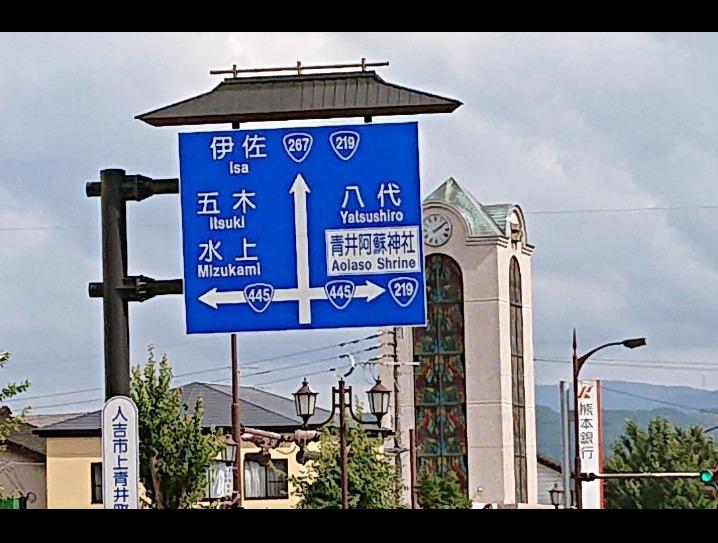 伊佐 267 219
Isa
五木
Itsuki
八代
Yatsushiro
水上
Mizukami
青井阿蘇神社
Aoiaso Shrine
445 445 219
人吉市上青井町
熊本銀行